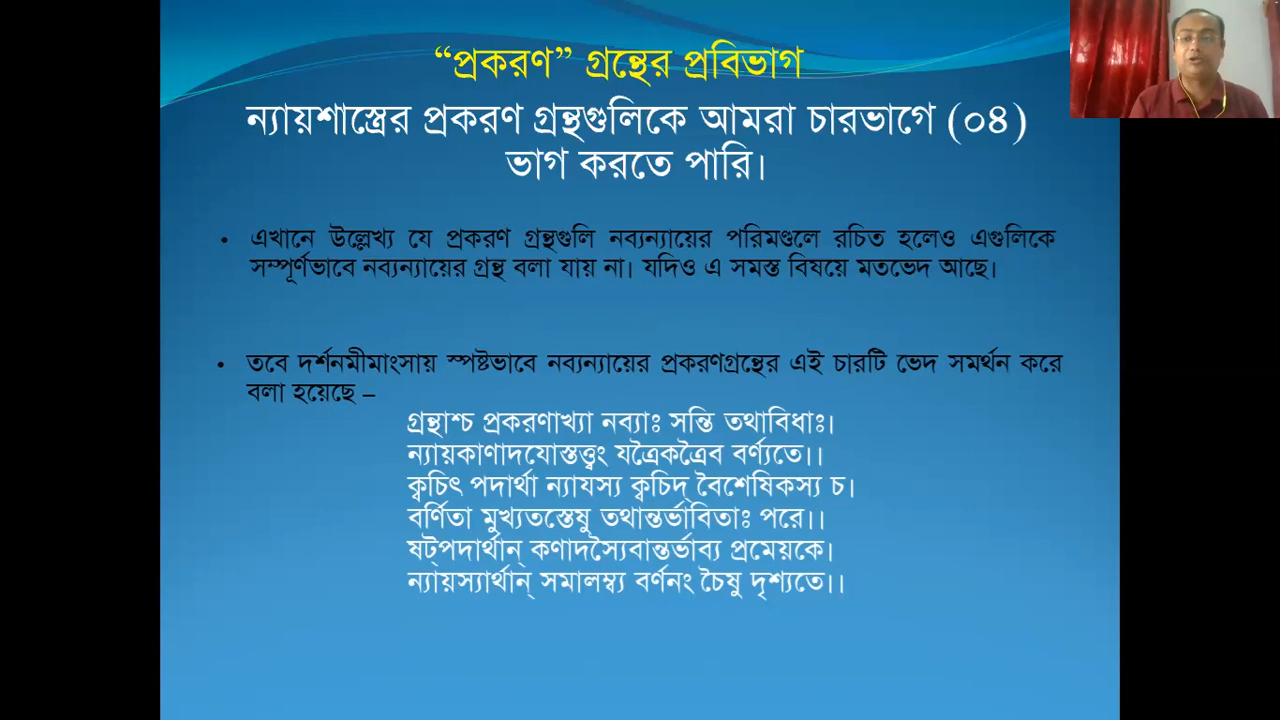 “প্রকরণ” গ্রন্থের প্রবিভাগ
ন্যায়শাস্ত্রের প্রকরণ গ্রন্থগুলিকে আমরা চারভাগে (০৪)
ভাগ করতে পারি।
• এখানে উল্লেখ্য যে প্রকরণ গ্রন্থগুলি নব্যন্যায়ের পরিমণ্ডলে রচিত হলেও এগুলিকে
সম্পূর্ণভাবে নব্যন্যায়ের গ্রন্থ বলা যায় না। যদিও এ সমস্ত বিষয়ে মতভেদ আছে।
• তবে দর্শনমীমাংসায় স্পষ্টভাবে নব্যন্যায়ের প্রকরণগ্রন্থের এই চারটি ভেদ সমর্থন করে
বলা হয়েছে –
গ্রন্থাশ্চ প্রকরণাখ্যা নব্যাঃ সন্তি তথাবিধাঃ।
ন্যায়কাণাদযোস্তত্ত্বং যত্রৈকত্রৈব বর্ণ্যতে।।
ক্বচিৎ পদার্থা ন্যাযস্য ক্বচিদ্ বৈশেষিকস্য চ।
বর্ণিতা মুখ্যতস্তেষু তথান্তর্ভাবিতাঃ পরে।।
ষট্পদার্থান্ কণাদস্যৈবান্তর্ভাব্য প্রমেয়কে।
ন্যায়স্যার্থান্ সমালম্ব্য বর্ণনং চৈষু দৃশ্যতে।।